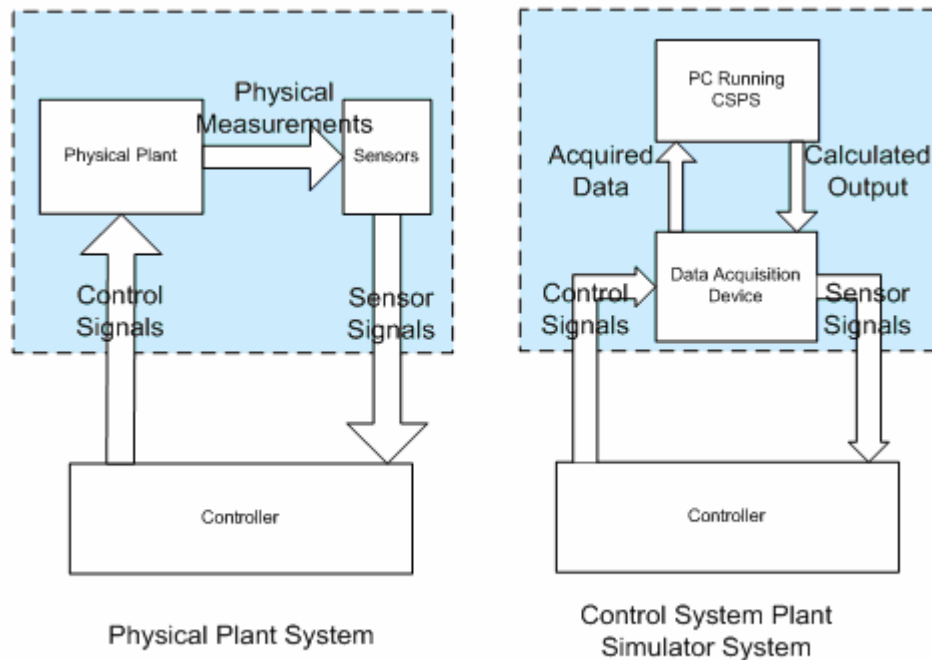 Physical
Measurements
Physical Plant
Sensors
Control
Signals
Sensor
Signals
Controller
Physical Plant System
PC Running
CSPS
Acquired
Data
Calculated
Output
Data Acquisition
Device
Control
Signals
Sensor
Signals
Controller
Control System Plant
Simulator System